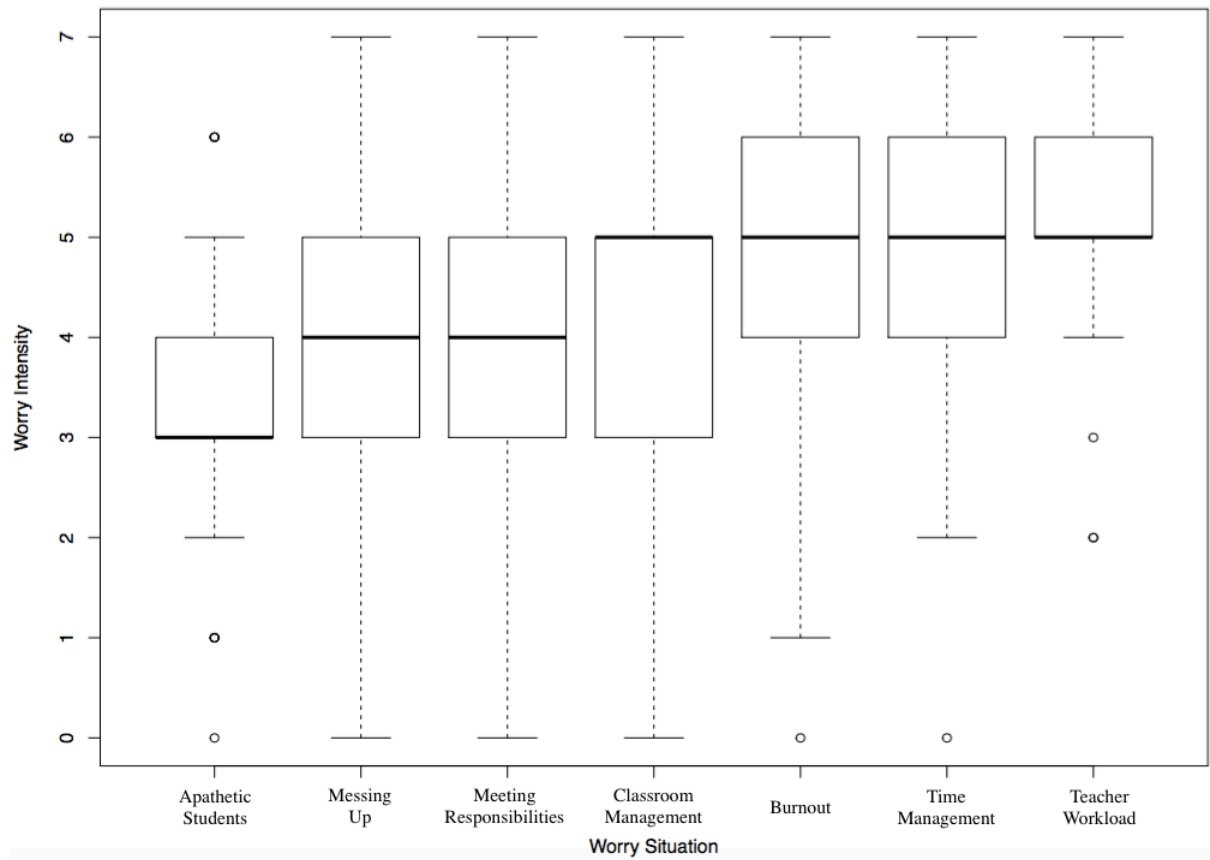 7
6
5
4
3
2
1
0
Worry Intensity
Apathetic
Students
Messing
Up
Meeting
Responsibilities
Classroom
Management
Burnout
Time
Management
Teacher
Workload
Worry Situation